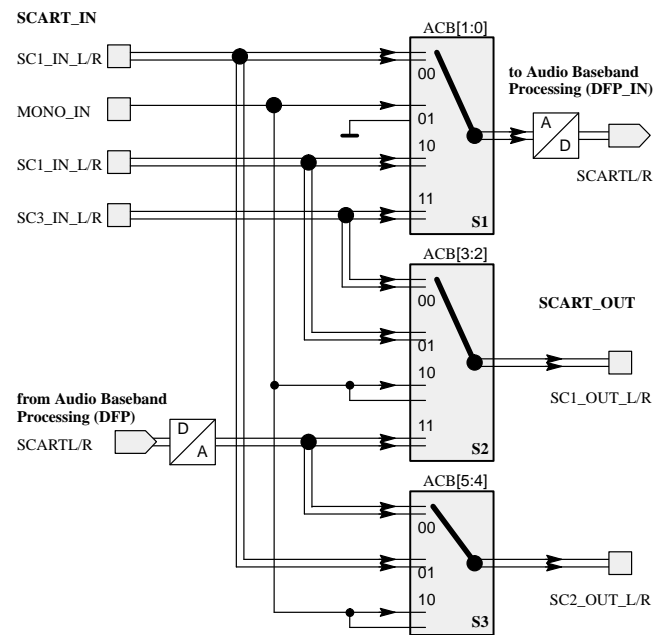 SCART_IN
ACB[1:0]
SC1_IN_L/R
00
to Audio Baseband
Processing (DFP_IN)
MONO_IN
01
A
D
SC1_IN_L/R
10
SCARTL/R
SC3_IN_L/R
11
S1
ACB[3:2]
00
SCART_OUT
01
10
SC1_OUT_L/R
from Audio Baseband
Processing (DFP)
SCARTL/R
D
A
11
S2
ACB[5:4]
00
01
10
SC2_OUT_L/R
S3